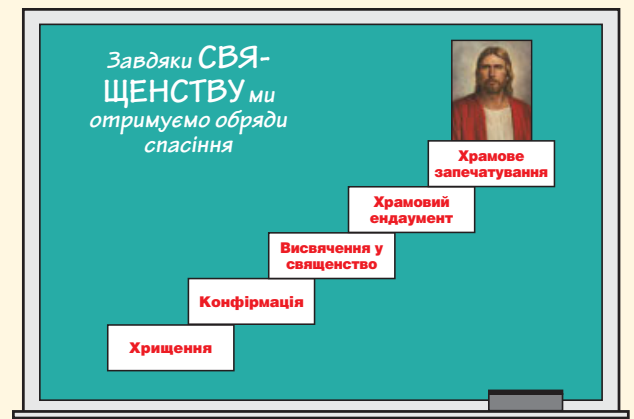 Завдяки СВЯ-
ЩЕНСТВУ ми
отримуємо обряди
спасіння
Храмове
запечатування
Храмовий
ендаумент
Висвячення у
священство
Конфірмація
Хрищення